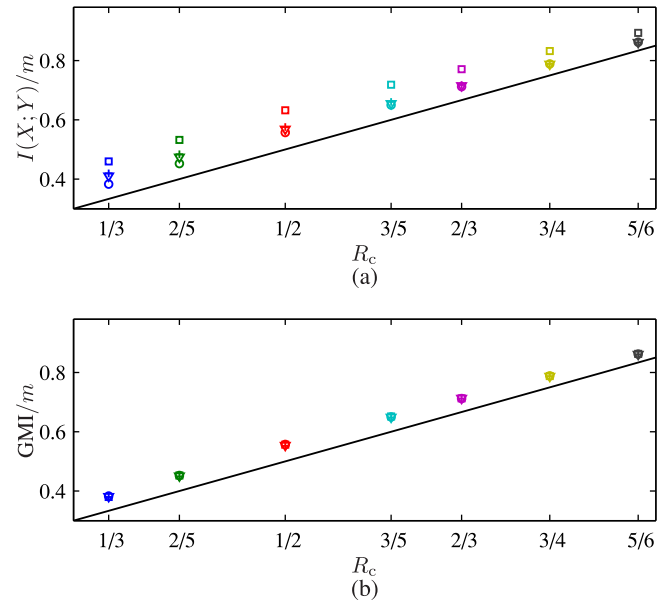 I(X;Y)/m
0.8
0.6
0.4
1/3 2/5 1/2 3/5 2/3 3/4 5/6
R_c
(a)
GMI/m
0.8
0.6
0.4
1/3 2/5 1/2 3/5 2/3 3/4 5/6
R_c
(b)